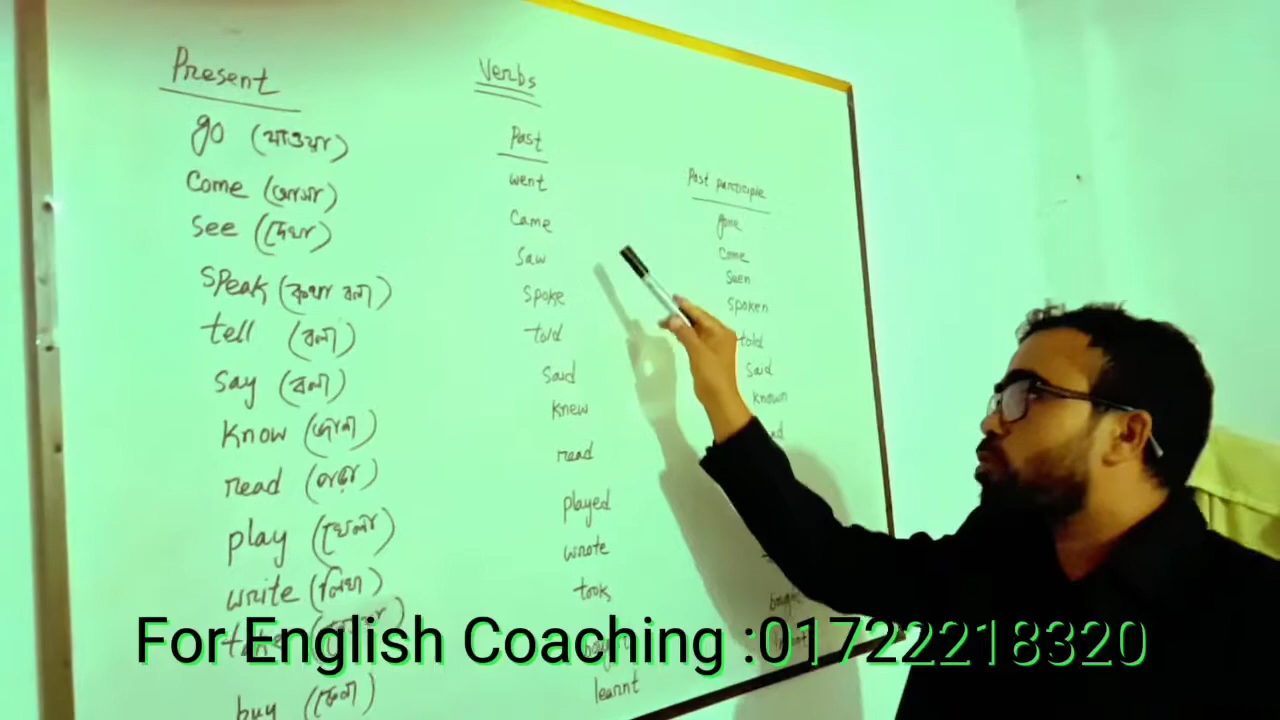 Present Verbs
Past
Past participle
go (যাওয়া) went gone
Come (আসা) Came Come
See (দেখা) Saw Seen
Speak (কথা বলা) Spoke Spoken
tell (বলা) told told
say (বলা) said said
know (জানা) knew known
read (পড়া) read
play (খেলা) played
write (লিখা) wrote
took
buy (কেনা) learnt
For English Coaching :01722218320